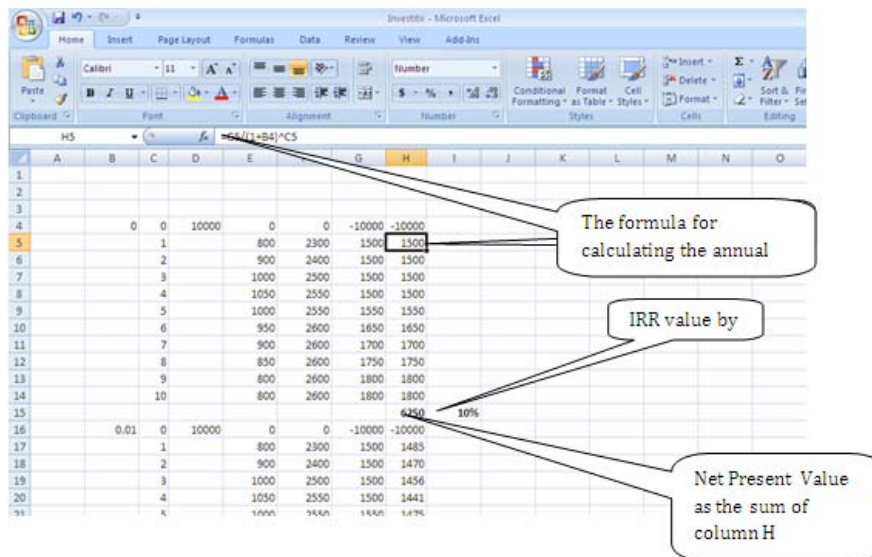 Investitii - Microsoft Excel
Home Insert Page Layout Formulas Data Review View Add-Ins
Calibri 11 A A Number Insert Σ
Paste B I U A $ % , Conditional Format Cell Delete Sort &
Formatting as Table Styles Format Filter
Clipboard Font Alignment Number Styles Cells Editing
H5 fx =G5/(1+B4)^C5
A B C D E G H I J K L M N O
1
2
3
4 0 0 10000 0 0 -10000 -10000
5 1 800 2300 1500 1500
6 2 900 2400 1500 1500
7 3 1000 2500 1500 1500
8 4 1050 2550 1500 1500
9 5 1000 2550 1550 1550
10 6 950 2600 1650 1650
11 7 900 2600 1700 1700
12 8 850 2600 1750 1750
13 9 800 2600 1800 1800
14 10 800 2600 1800 1800
15 6250 10%
16 0.01 0 10000 0 0 -10000 -10000
17 1 800 2300 1500 1485
18 2 900 2400 1500 1470
19 3 1000 2500 1500 1456
20 4 1050 2550 1500 1441
21 5 1000 2550 1550 1475
The formula for
calculating the annual
IRR value by
Net Present Value
as the sum of
column H